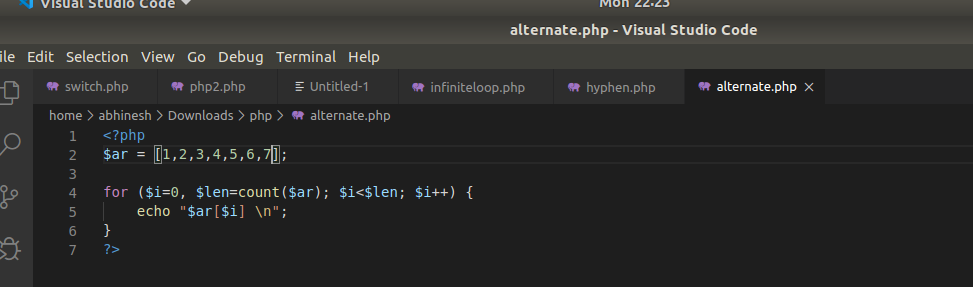 Visual Studio Code
Mon 22:23
alternate.php - Visual Studio Code
ile Edit Selection View Go Debug Terminal Help
switch.php php2.php Untitled-1 infiniteloop.php hyphen.php alternate.php ×
home > abhinesh > Downloads > php > alternate.php
1 <?php
2 $ar = [1,2,3,4,5,6,7];
3
4 for ($i=0, $len=count($ar); $i<$len; $i++) {
5     echo "$ar[$i] \n";
6 }
7 ?>